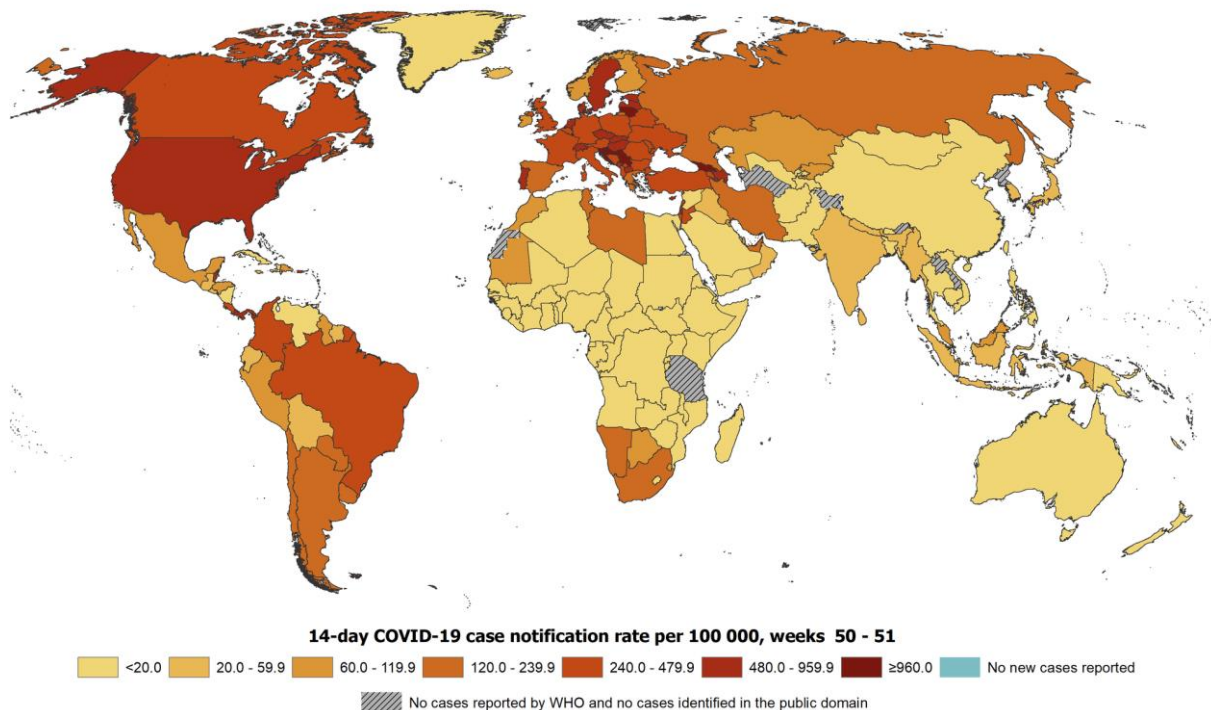 14-day COVID-19 case notification rate per 100 000, weeks 50 - 51
<20.0 20.0 - 59.9 60.0 - 119.9 120.0 - 239.9 240.0 - 479.9 480.0 - 959.9 ≥960.0 No new cases reported
No cases reported by WHO and no cases identified in the public domain